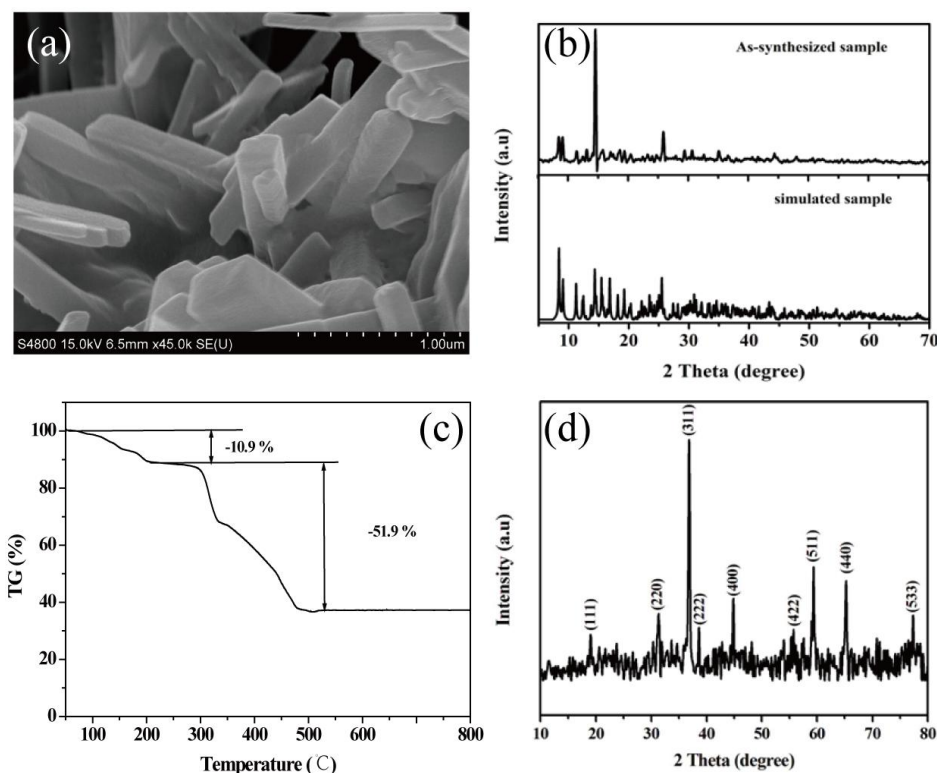 (a)
S4800 15.0kV 6.5mm x45.0k SE(U)
1.00um
(b)
As-synthesized sample
simulated sample
Intensity (a.u)
10 20 30 40 50 60 70
2 Theta (degree)
(c)
TG (%)
100
80
60
40
20
0
-10.9 %
-51.9 %
100 200 300 400 500 600 800
Temperature (℃)
(d)
Intensity (a.u)
(111)
(220)
(311)
(222)
(400)
(422)
(511)
(440)
(533)
10 20 30 40 50 60 70 80
2 Theta (degree)